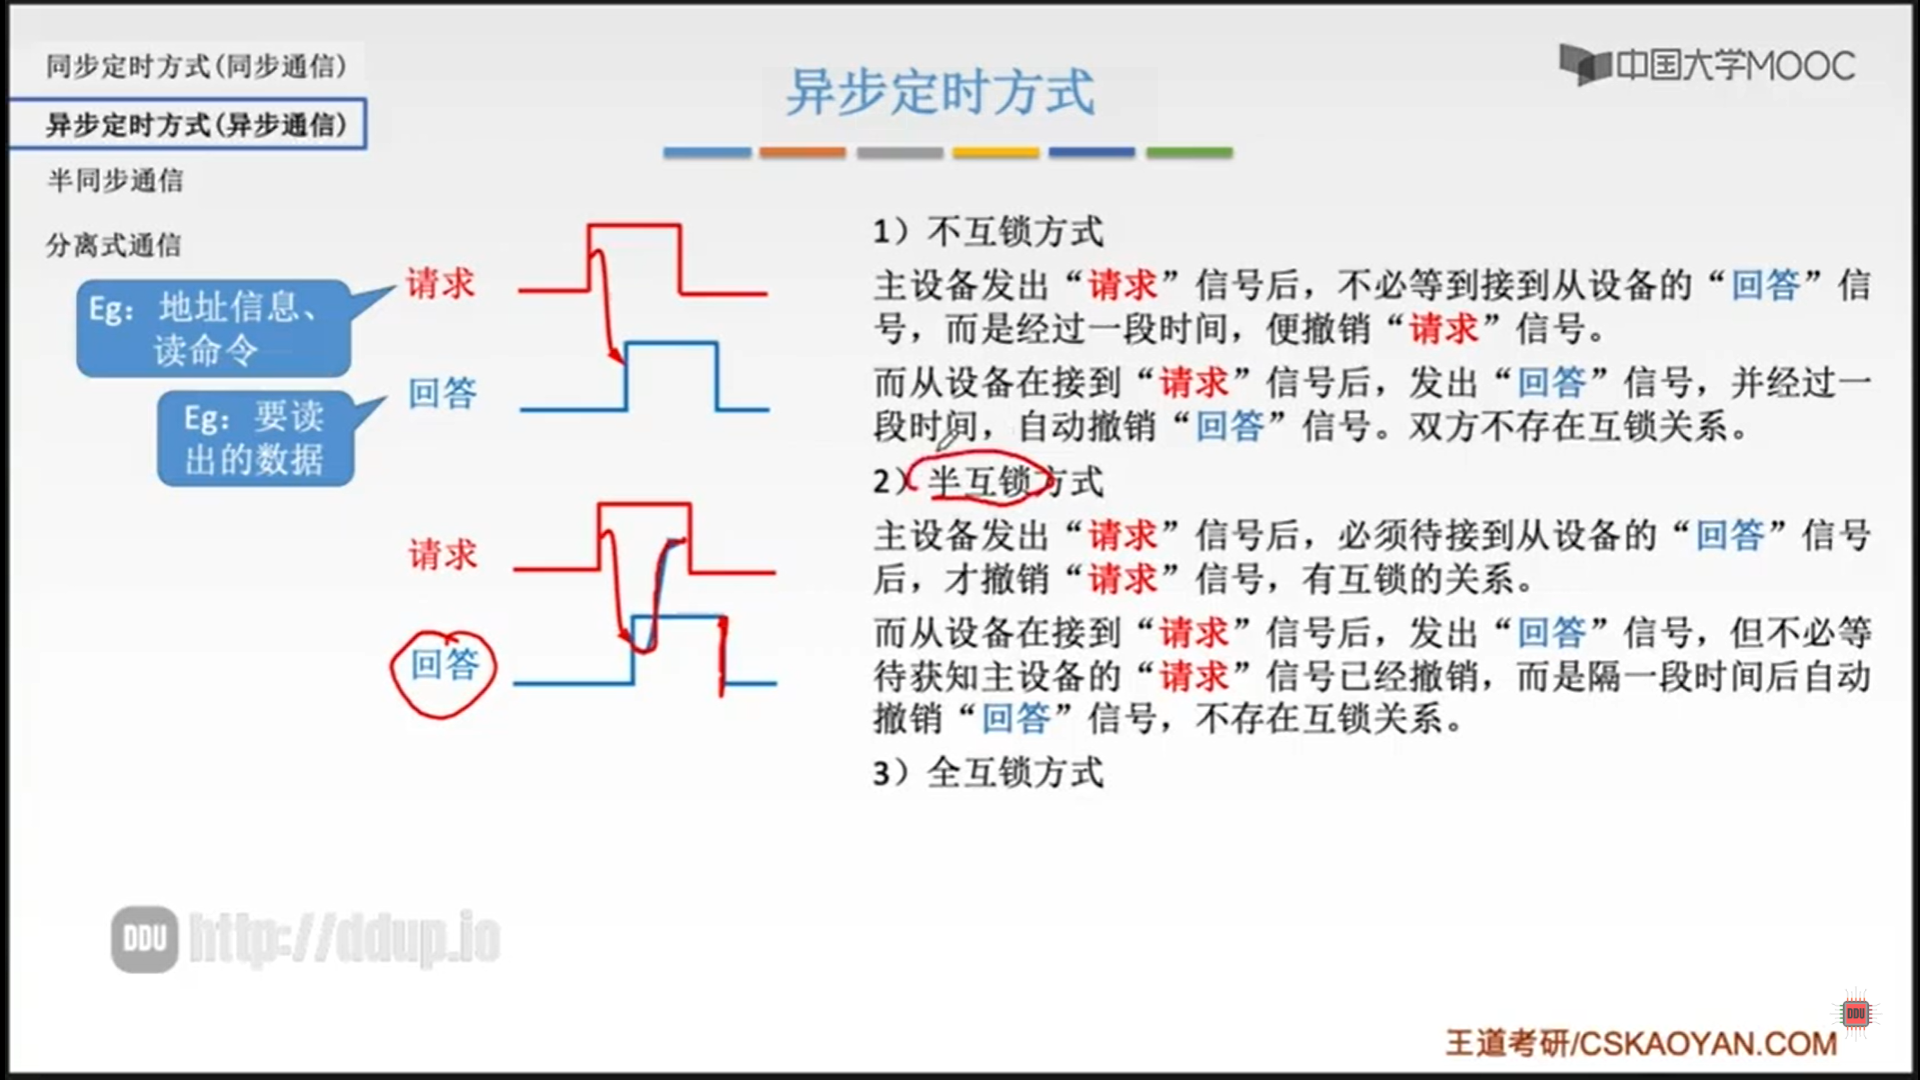 同步定时方式(同步通信)
异步定时方式(异步通信)
半同步通信
分离式通信
异步定时方式
中国大学MOOC
Eg：地址信息、
读命令
请求
Eg：要读
出的数据
回答
请求
回答
1）不互锁方式
主设备发出“请求”信号后，不必等到接到从设备的“回答”信
号，而是经过一段时间，便撤销“请求”信号。
而从设备在接到“请求”信号后，发出“回答”信号，并经过一
段时间，自动撤销“回答”信号。双方不存在互锁关系。
2）半互锁方式
主设备发出“请求”信号后，必须待接到从设备的“回答”信号
后，才撤销“请求”信号，有互锁的关系。
而从设备在接到“请求”信号后，发出“回答”信号，但不必等
待获知主设备的“请求”信号已经撤销，而是隔一段时间后自动
撤销“回答”信号，不存在互锁关系。
3）全互锁方式
DDU http://ddup.io
DDU
王道考研/CSKAOYAN.COM